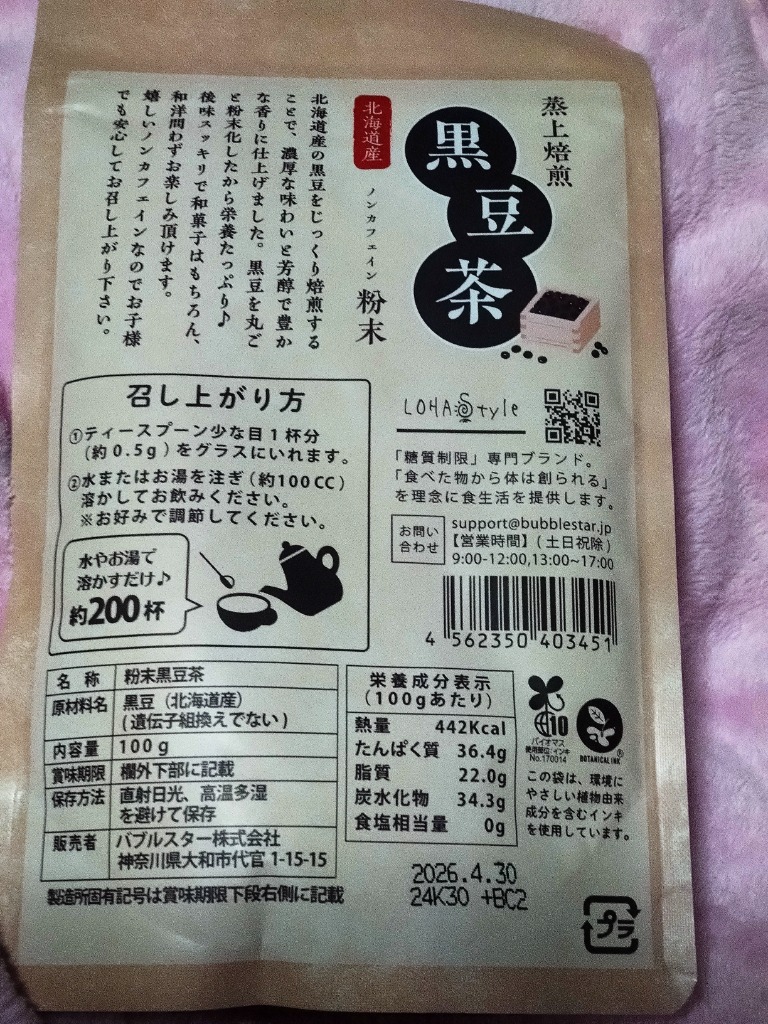 蒸上焙煎
黒豆茶
北海道産
ノンカフェイン 粉末
北海道産の黒豆をじっくり焙煎する
ことで、濃厚な味わいと芳醇で豊か
な香りに仕上げました。黒豆を丸ご
と粉末化したから栄養たっぷり♪
後味スッキリで和菓子はもちろん、
和洋問わずお楽しみ頂けます。
嬉しいノンカフェインなのでお子様
でも安心してお召し上がり下さい。
召し上がり方
①ティースプーン少な目1杯分
(約0.5g)をグラスにいれます。
②水またはお湯を注ぎ(約100CC)
溶かしてお飲みください。
※お好みで調節してください。
水やお湯で
溶かすだけ♪
約200杯
LOHAStyle
「糖質制限」専門ブランド。
「食べた物から体は創られる」
を理念に食生活を提供します。
お問い
合わせ
support@bubblestar.jp
【営業時間】(土日祝除)
9:00-12:00,13:00~17:00
4 562350 403451
名 称 粉末黒豆茶
原材料名 黒豆(北海道産)
(遺伝子組換えでない)
内容量 100g
賞味期限 欄外下部に記載
保存方法 直射日光、高温多湿
を避けて保存
販売者 バブルスター株式会社
神奈川県大和市代官1-15-15
製造所固有記号は賞味期限下段右側に記載
栄養成分表示
(100gあたり)
熱量 442Kcal
たんぱく質 36.4g
脂質 22.0g
炭水化物 34.3g
食塩相当量 0g
10
バイオマス
使用部位:インキ
No.170014
BOTANICAL INK
®
この袋は、環境に
やさしい植物由来
成分を含むインキ
を使用しています。
2026.4.30
24K30 +BC2
プラ